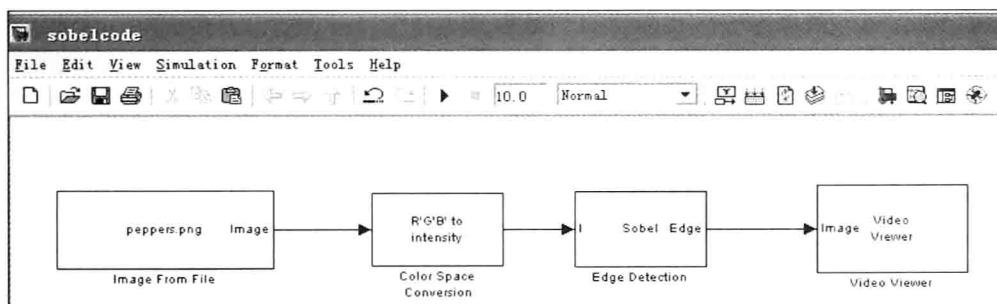 sobelcode
File Edit View Simulation Format Tools Help
10.0 Normal
peppers.png Image
Image From File
R'G'B' to
intensity
Color Space
Conversion
I Sobel Edge
Edge Detection
Image Video
Viewer
Video Viewer